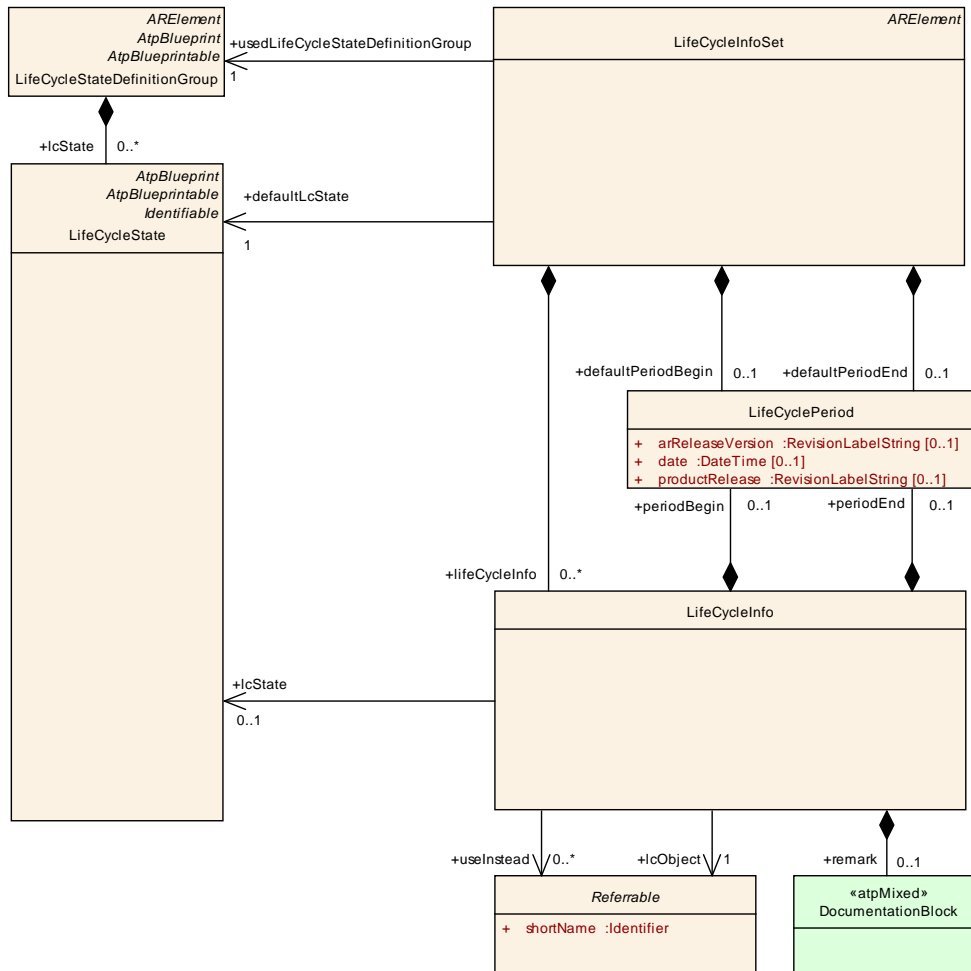 ARElement
AtpBlueprint
AtpBlueprintable
LifeCycleStateDefinitionGroup
+usedLifeCycleStateDefinitionGroup
1
ARElement
LifeCycleInfoSet
+lcState
0..*
AtpBlueprint
AtpBlueprintable
Identifiable
LifeCycleState
+defaultLcState
1
+defaultPeriodBegin
0..1
+defaultPeriodEnd
0..1
LifeCyclePeriod
+ arReleaseVersion :RevisionLabelString [0..1]
+ date :DateTime [0..1]
+ productRelease :RevisionLabelString [0..1]
+periodBegin
0..1
+periodEnd
0..1
+lifeCycleInfo
0..*
LifeCycleInfo
+lcState
0..1
+useInstead
0..*
+lcObject
1
+remark
0..1
Referrable
+ shortName :Identifier
«atpMixed»
DocumentationBlock